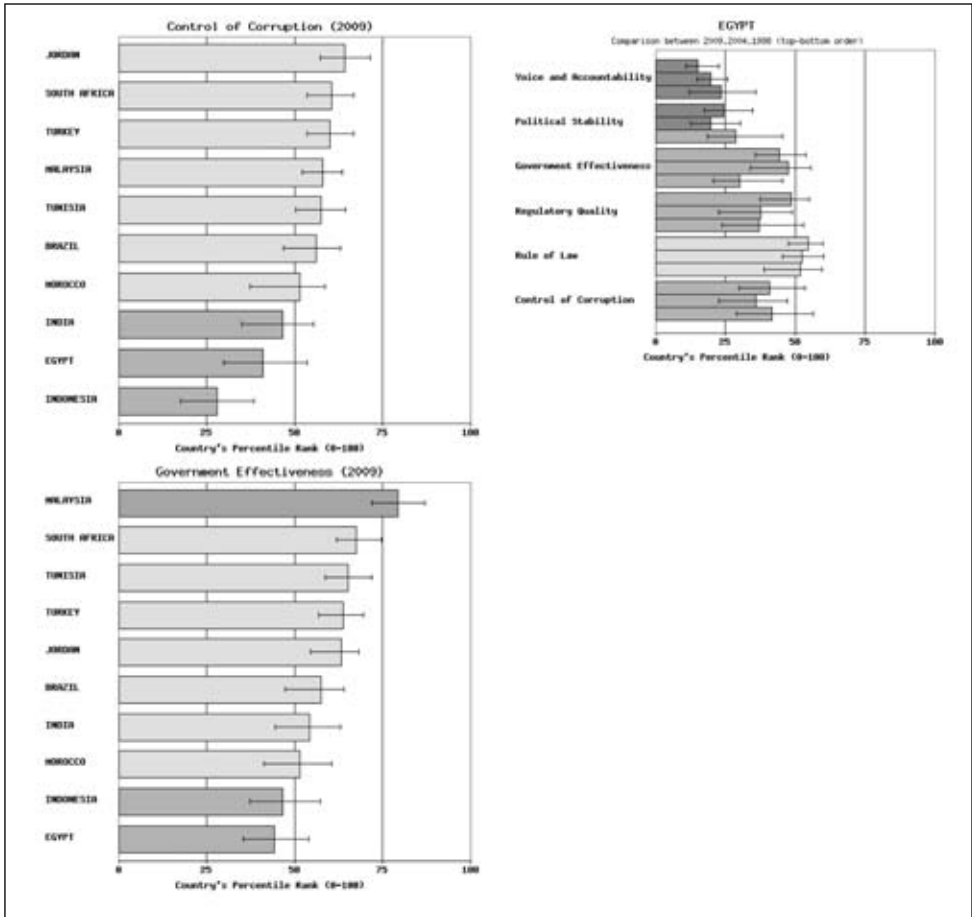 Control of Corruption (2009)
JORDAN
SOUTH AFRICA
TURKEY
MALAYSIA
TUNISIA
BRAZIL
MOROCCO
INDIA
EGYPT
INDONESIA
0 25 50 75 100
Country's Percentile Rank (0-100)
Government Effectiveness (2009)
MALAYSIA
SOUTH AFRICA
TUNISIA
TURKEY
JORDAN
BRAZIL
INDIA
MOROCCO
INDONESIA
EGYPT
0 25 50 75 100
Country's Percentile Rank (0-100)
EGYPT
Comparison between 2009,2004,1998 (top-bottom order)
Voice and Accountability
Political Stability
Government Effectiveness
Regulatory Quality
Rule of Law
Control of Corruption
0 25 50 75 100
Country's Percentile Rank (0-100)